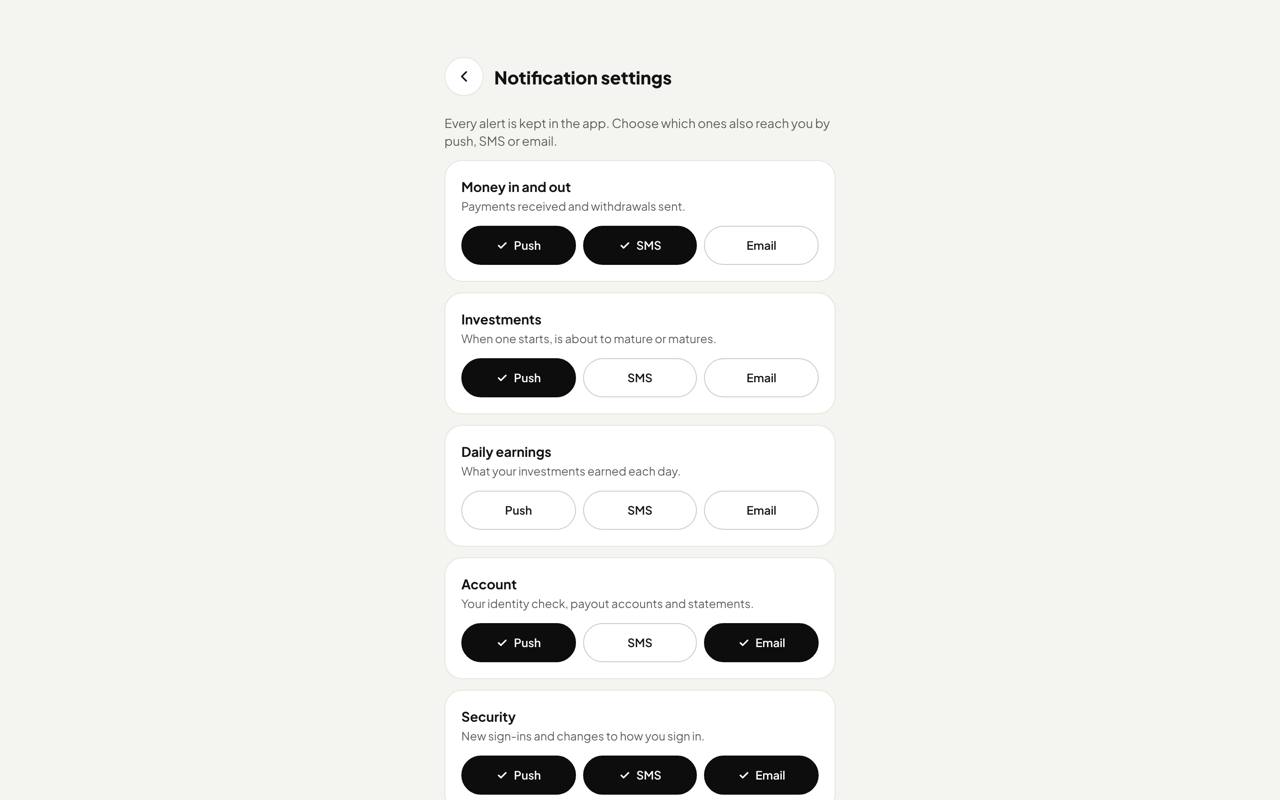 Notification settings
Every alert is kept in the app. Choose which ones also reach you by
push, SMS or email.
Money in and out
Payments received and withdrawals sent.
Push SMS Email
Investments
When one starts, is about to mature or matures.
Push SMS Email
Daily earnings
What your investments earned each day.
Push SMS Email
Account
Your identity check, payout accounts and statements.
Push SMS Email
Security
New sign-ins and changes to how you sign in.
Push SMS Email